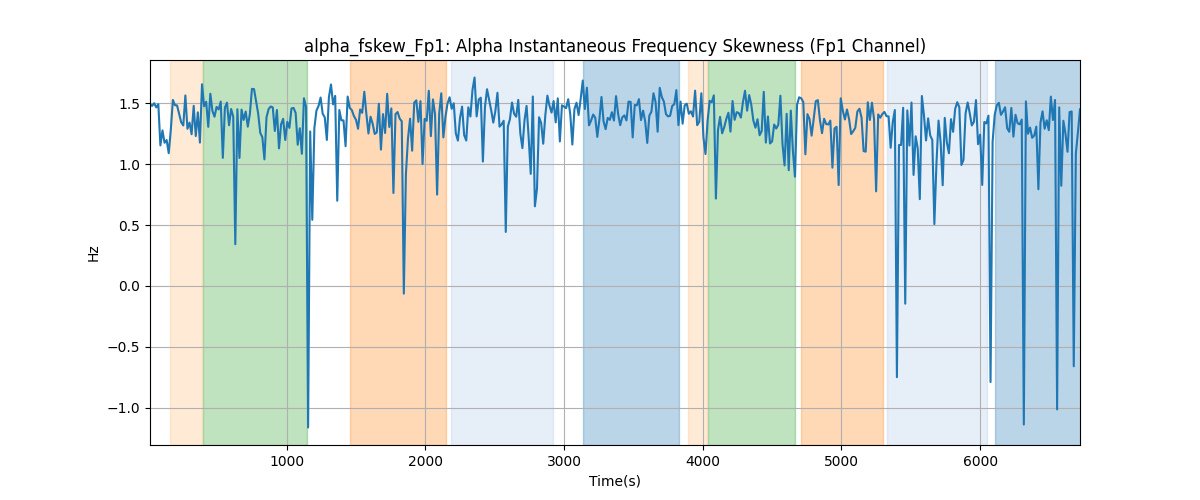 alpha_fskew_Fp1: Alpha Instantaneous Frequency Skewness (Fp1 Channel)
1.5
1.0
0.5
0.0
−0.5
−1.0
Hz
1000 2000 3000 4000 5000 6000
Time(s)